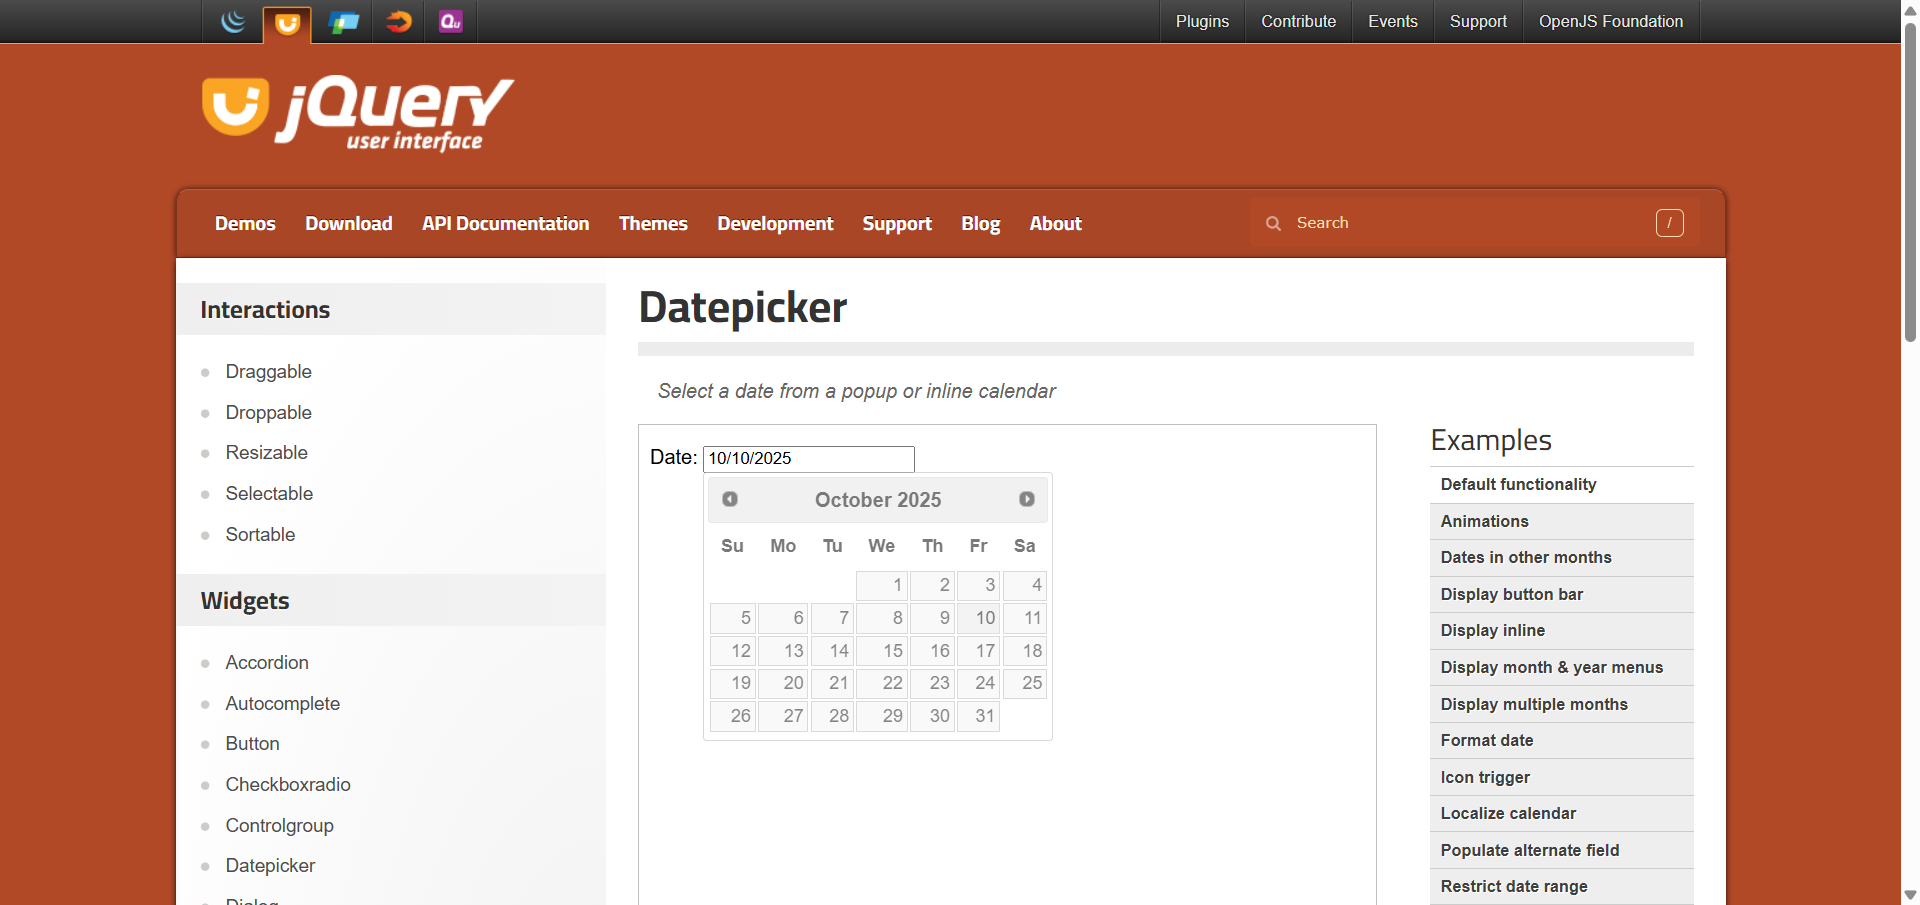 Qu
Plugins Contribute Events Support OpenJS Foundation
jQuery
user interface
Demos Download API Documentation Themes Development Support Blog About Search /
Interactions
Draggable
Droppable
Resizable
Selectable
Sortable
Widgets
Accordion
Autocomplete
Button
Checkboxradio
Controlgroup
Datepicker
Dialog
Datepicker
Select a date from a popup or inline calendar
Date: 10/10/2025
October 2025
Su Mo Tu We Th Fr Sa
1 2 3 4
5 6 7 8 9 10 11
12 13 14 15 16 17 18
19 20 21 22 23 24 25
26 27 28 29 30 31
Examples
Default functionality
Animations
Dates in other months
Display button bar
Display inline
Display month & year menus
Display multiple months
Format date
Icon trigger
Localize calendar
Populate alternate field
Restrict date range